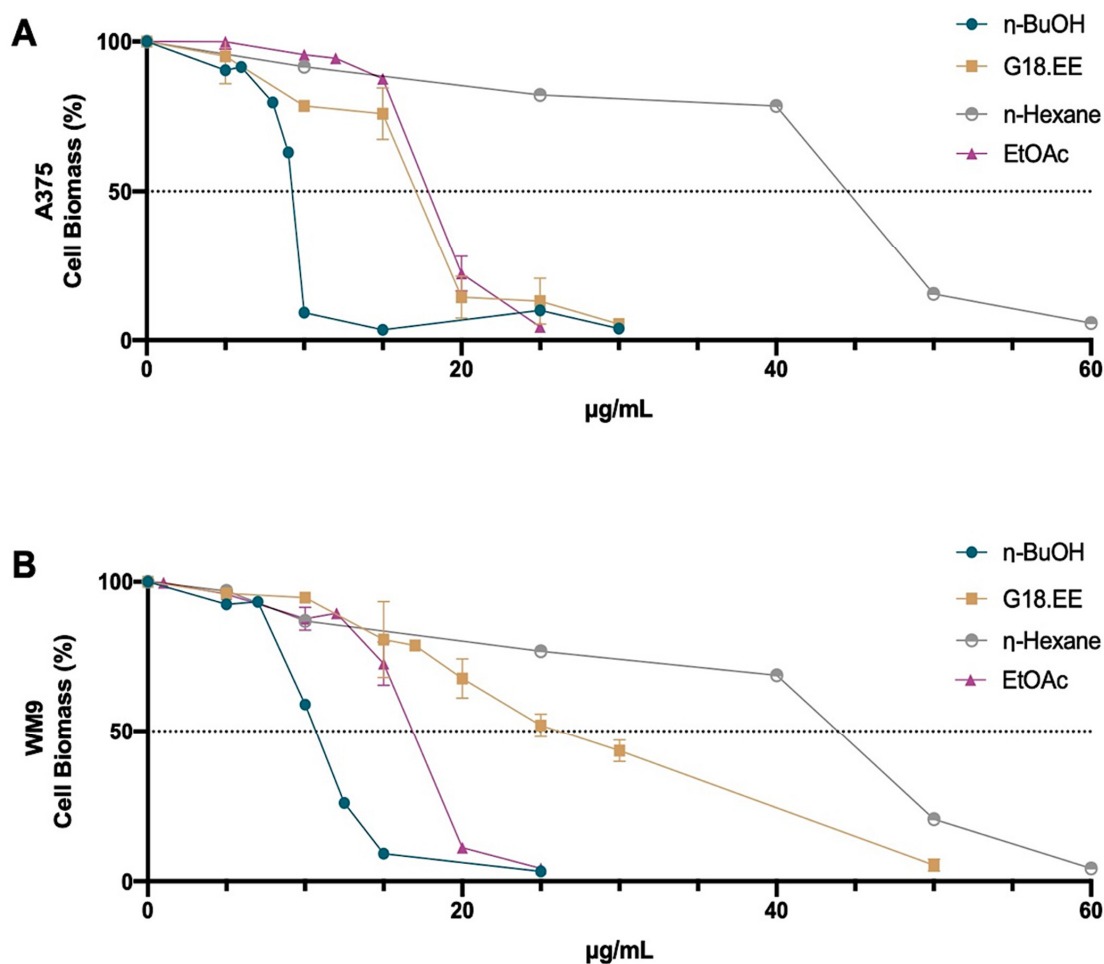 A
A375
Cell Biomass (%)
100
50
0
0
20
40
60
µg/mL
η-BuOH
G18.EE
η-Hexane
EtOAc
B
WM9
Cell Biomass (%)
100
50
0
0
20
40
60
µg/mL
η-BuOH
G18.EE
η-Hexane
EtOAc